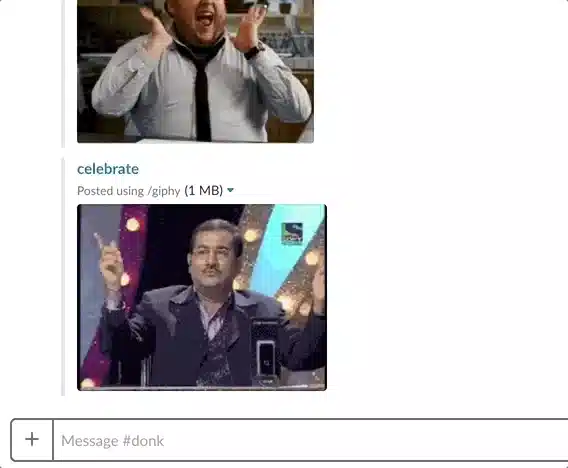 celebrate
Posted using /giphy (1 MB)
+ Message #donk